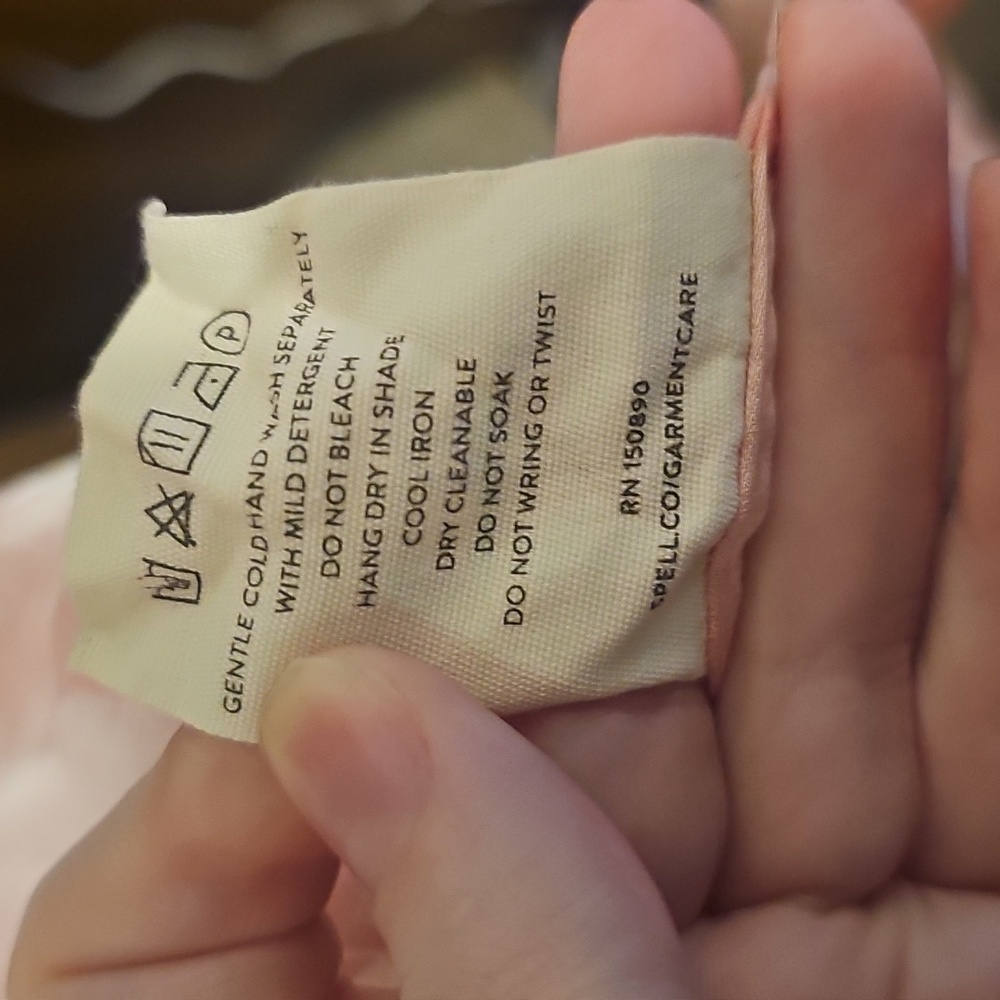 P
GENTLE COLD HAND WASH SEPARATELY
WITH MILD DETERGENT
DO NOT BLEACH
HANG DRY IN SHADE
COOL IRON
DRY CLEANABLE
DO NOT SOAK
DO NOT WRING OR TWIST
RN 150890
SPELL.CO/GARMENTCARE